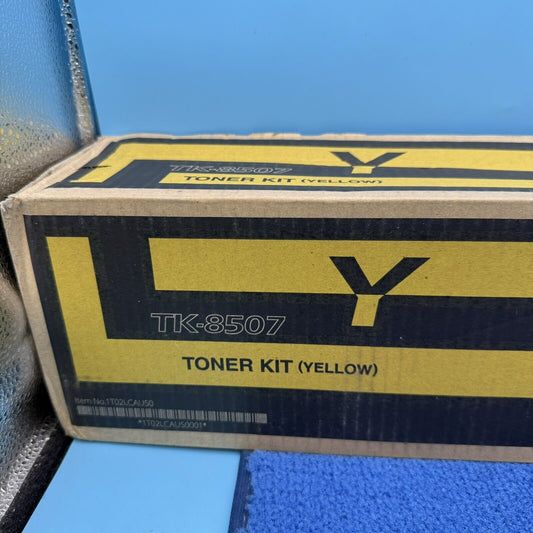 TK-8507
Y
TONER KIT (YELLOW)
Y
TK-8507
TONER KIT (YELLOW)
Item No.1T02LCAUS0
*1T02LCAUS0001*